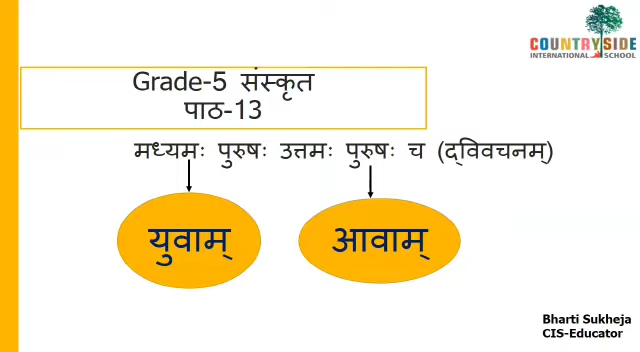 COUNTRYSIDE
INTERNATIONAL SCHOOL
Grade-5 संस्कृत
पाठ-13
मध्यमः पुरुषः उत्तमः पुरुषः च (द्विवचनम्)
युवाम् आवाम्
Bharti Sukheja
CIS-Educator